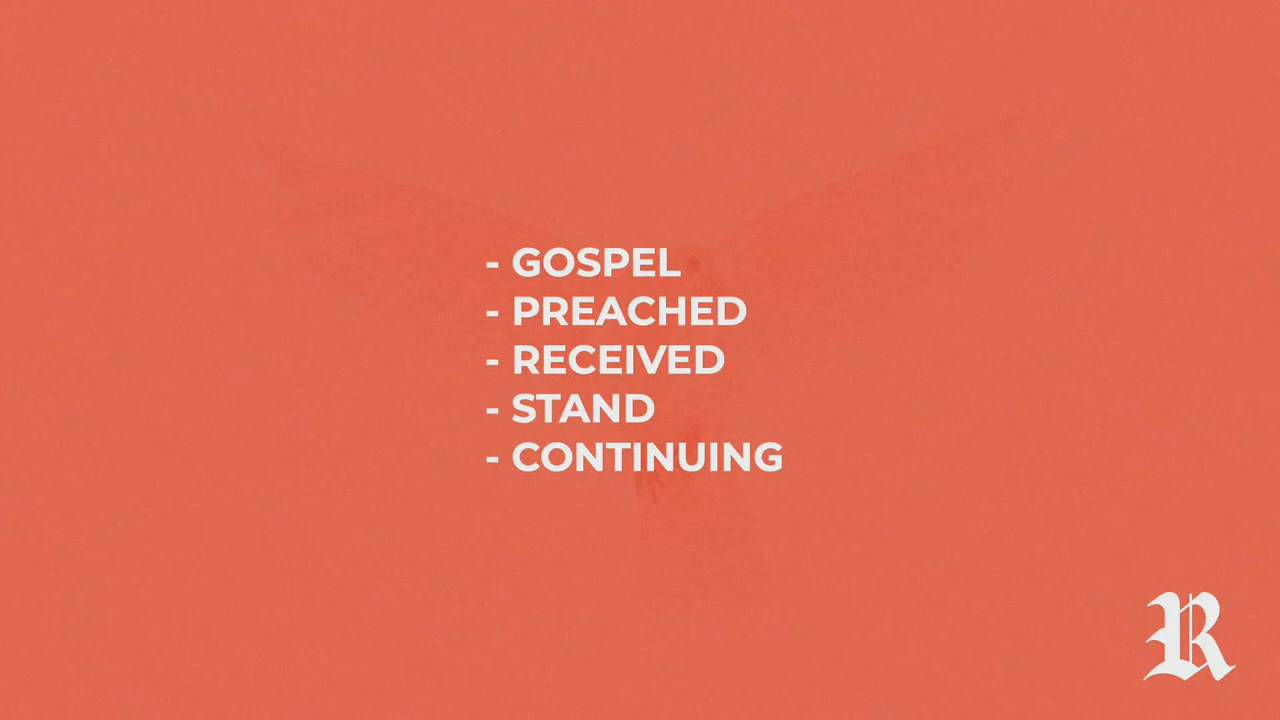 - GOSPEL
- PREACHED
- RECEIVED
- STAND
- CONTINUING
R